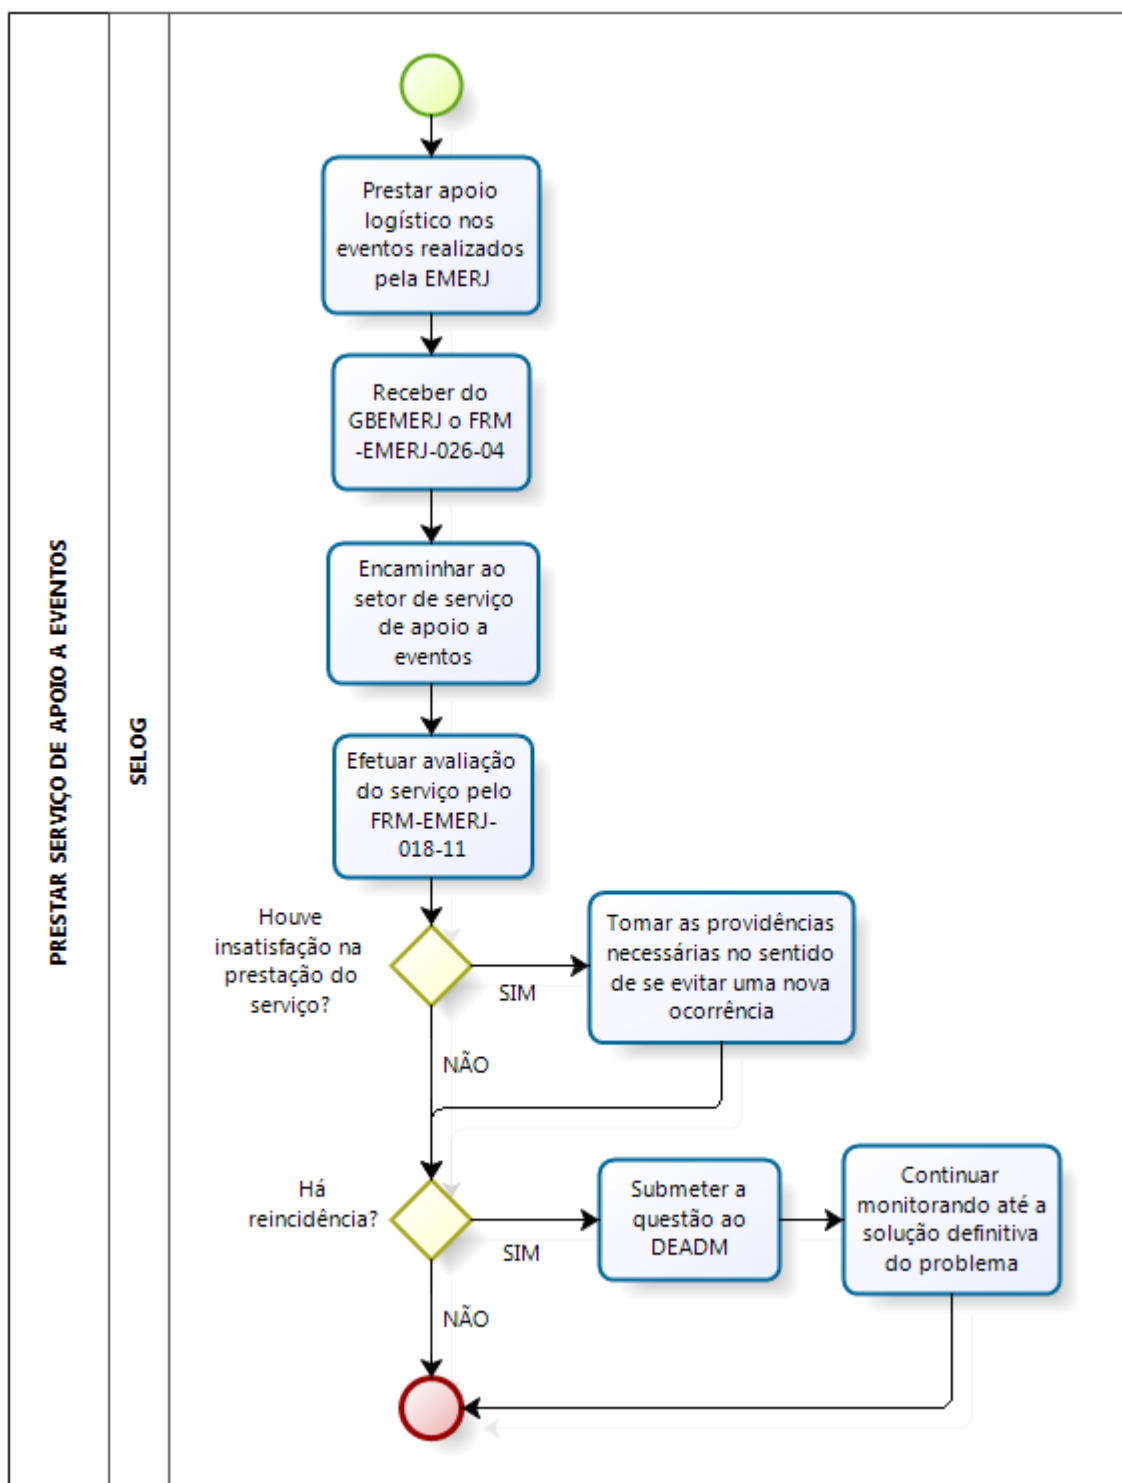 PRESTAR SERVIÇO DE APOIO A EVENTOS
SELOG
Prestar apoio
logístico nos
eventos realizados
pela EMERJ
Receber do
GBEMERJ o FRM
-EMERJ-026-04
Encaminhar ao
setor de serviço
de apoio a
eventos
Efetuar avaliação
do serviço pelo
FRM-EMERJ-
018-11
Houve
insatisfação na
prestação do
serviço?
SIM
Tomar as providências
necessárias no sentido
de se evitar uma nova
ocorrência
NÃO
Há
reincidência?
SIM
Submeter a
questão ao
DEADM
Continuar
monitorando até a
solução definitiva
do problema
NÃO